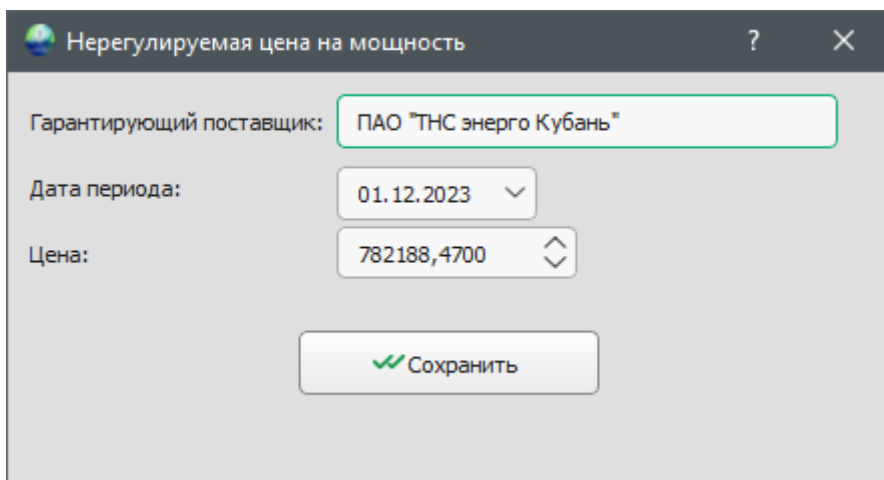 Нерегулируемая цена на мощность ?
Гарантирующий поставщик: ПАО "ТНС энерго Кубань"
Дата периода: 01.12.2023
Цена: 782188,4700
Сохранить